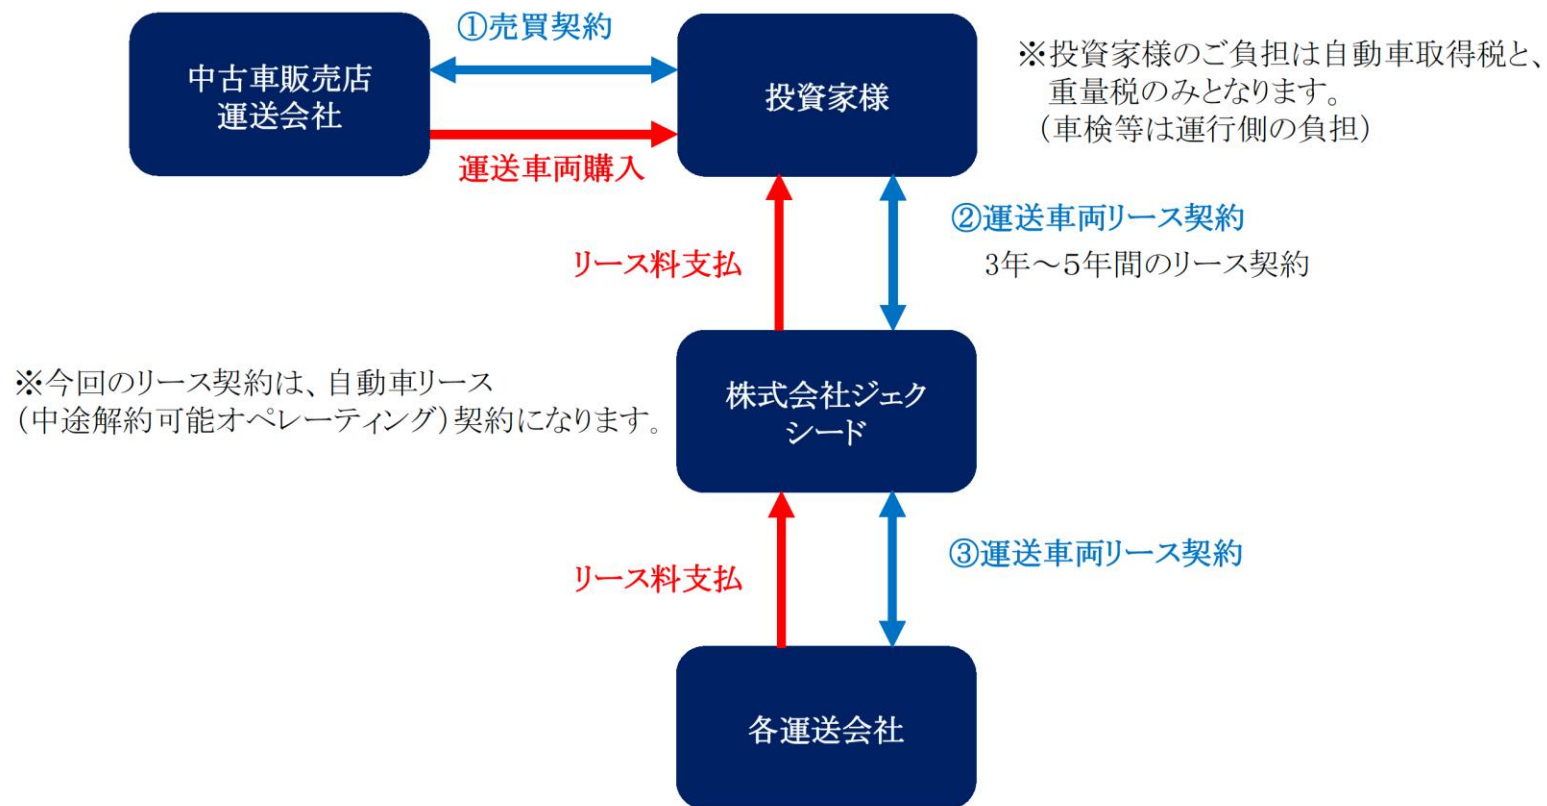 ①売買契約
中古車販売店
運送会社
投資家様
運送車両購入
※投資家様のご負担は自動車取得税と、
重量税のみとなります。
（車検等は運行側の負担）
②運送車両リース契約
3年～5年間のリース契約
リース料支払
※今回のリース契約は、自動車リース
（中途解約可能オペレーティング）契約になります。
株式会社ジェク
シード
③運送車両リース契約
リース料支払
各運送会社